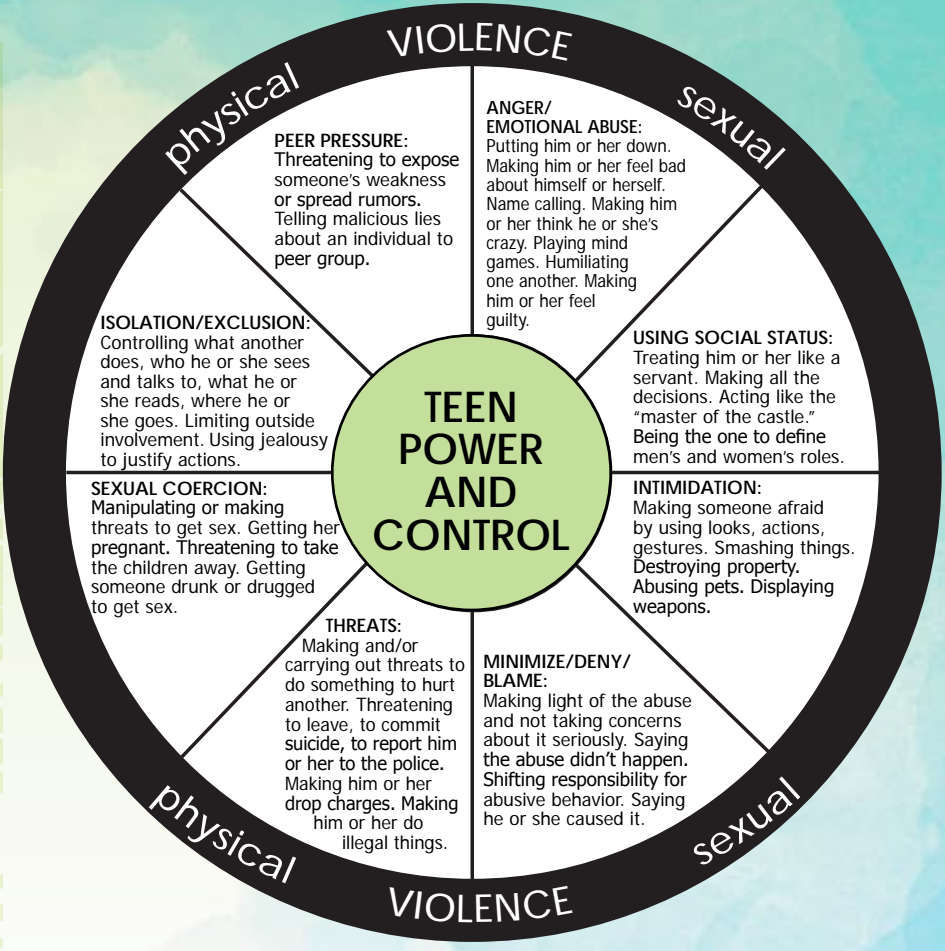 VIOLENCE
physical
sexual
PEER PRESSURE:
Threatening to expose
someone's weakness
or spread rumors.
Telling malicious lies
about an individual to
peer group.
ANGER/
EMOTIONAL ABUSE:
Putting him or her down.
Making him or her feel bad
about himself or herself.
Name calling. Making him
or her think he or she's
crazy. Playing mind
games. Humiliating
one another. Making
him or her feel
guilty.
ISOLATION/EXCLUSION:
Controlling what another
does, who he or she sees
and talks to, what he or
she reads, where he or
she goes. Limiting outside
involvement. Using jealousy
to justify actions.
USING SOCIAL STATUS:
Treating him or her like a
servant. Making all the
decisions. Acting like the
“master of the castle.”
Being the one to define
men's and women's roles.
TEEN
POWER
AND
CONTROL
SEXUAL COERCION:
Manipulating or making
threats to get sex. Getting her
pregnant. Threatening to take
the children away. Getting
someone drunk or drugged
to get sex.
INTIMIDATION:
Making someone afraid
by using looks, actions,
gestures. Smashing things.
Destroying property.
Abusing pets. Displaying
weapons.
THREATS:
Making and/or
carrying out threats to
do something to hurt
another. Threatening
to leave, to commit
suicide, to report him
or her to the police.
Making him or her
drop charges. Making
him or her do
illegal things.
MINIMIZE/DENY/
BLAME:
Making light of the abuse
and not taking concerns
about it seriously. Saying
the abuse didn't happen.
Shifting responsibility for
abusive behavior. Saying
he or she caused it.
physical
sexual
VIOLENCE